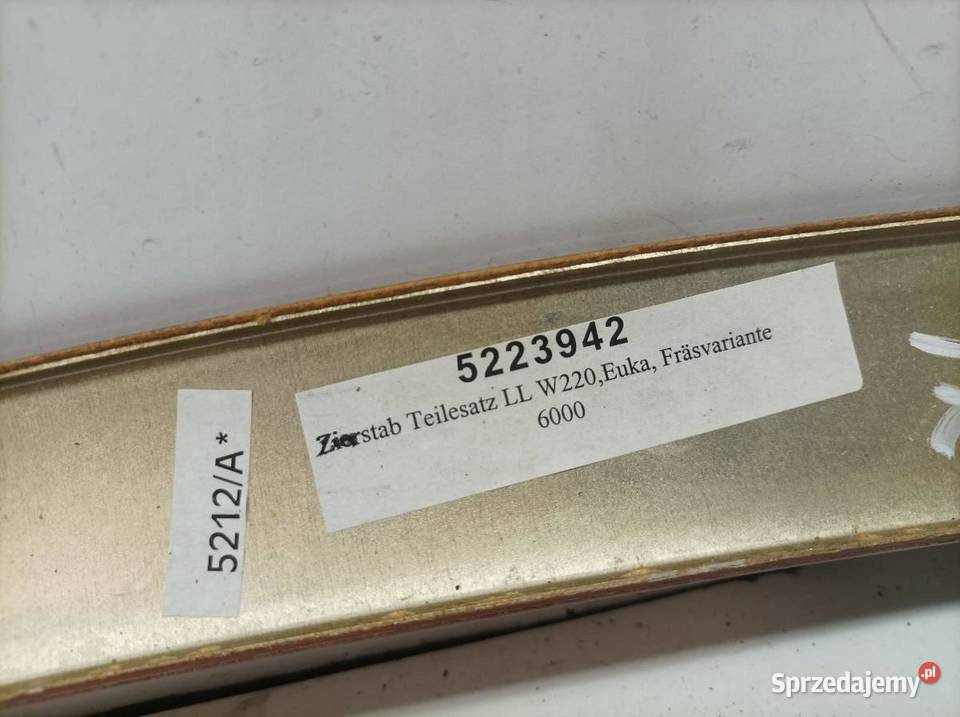 5223942
Zierstab Teilesatz LL W220,Euka, Fräsvariante
6000
5212/A*
Sprzedajemy.pl